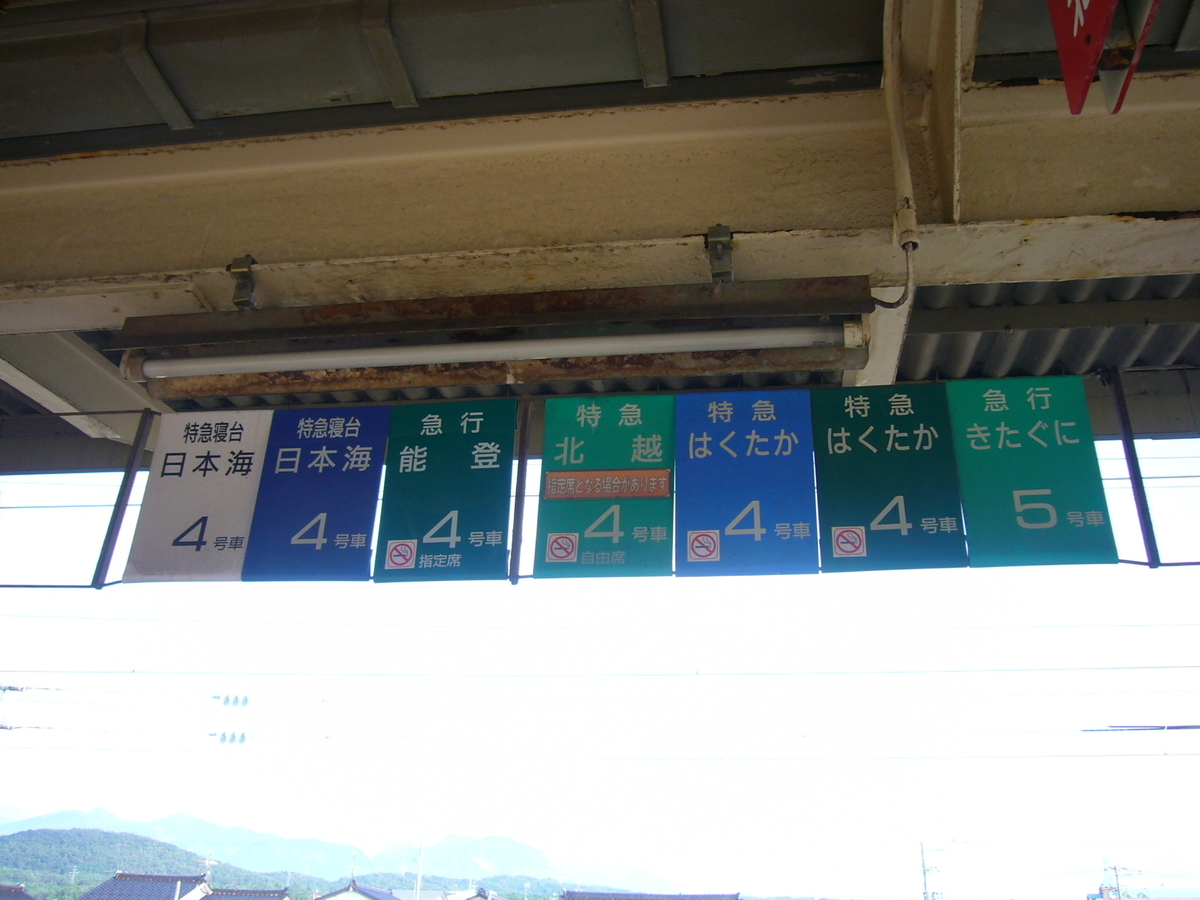 特急寝台
日本海
4号車
特急寝台
日本海
4号車
急行
能登
4号車
指定席
特急
北越
指定席となる場合があります
4号車
自由席
特急
はくたか
4号車
特急
はくたか
4号車
急行
きたぐに
5号車